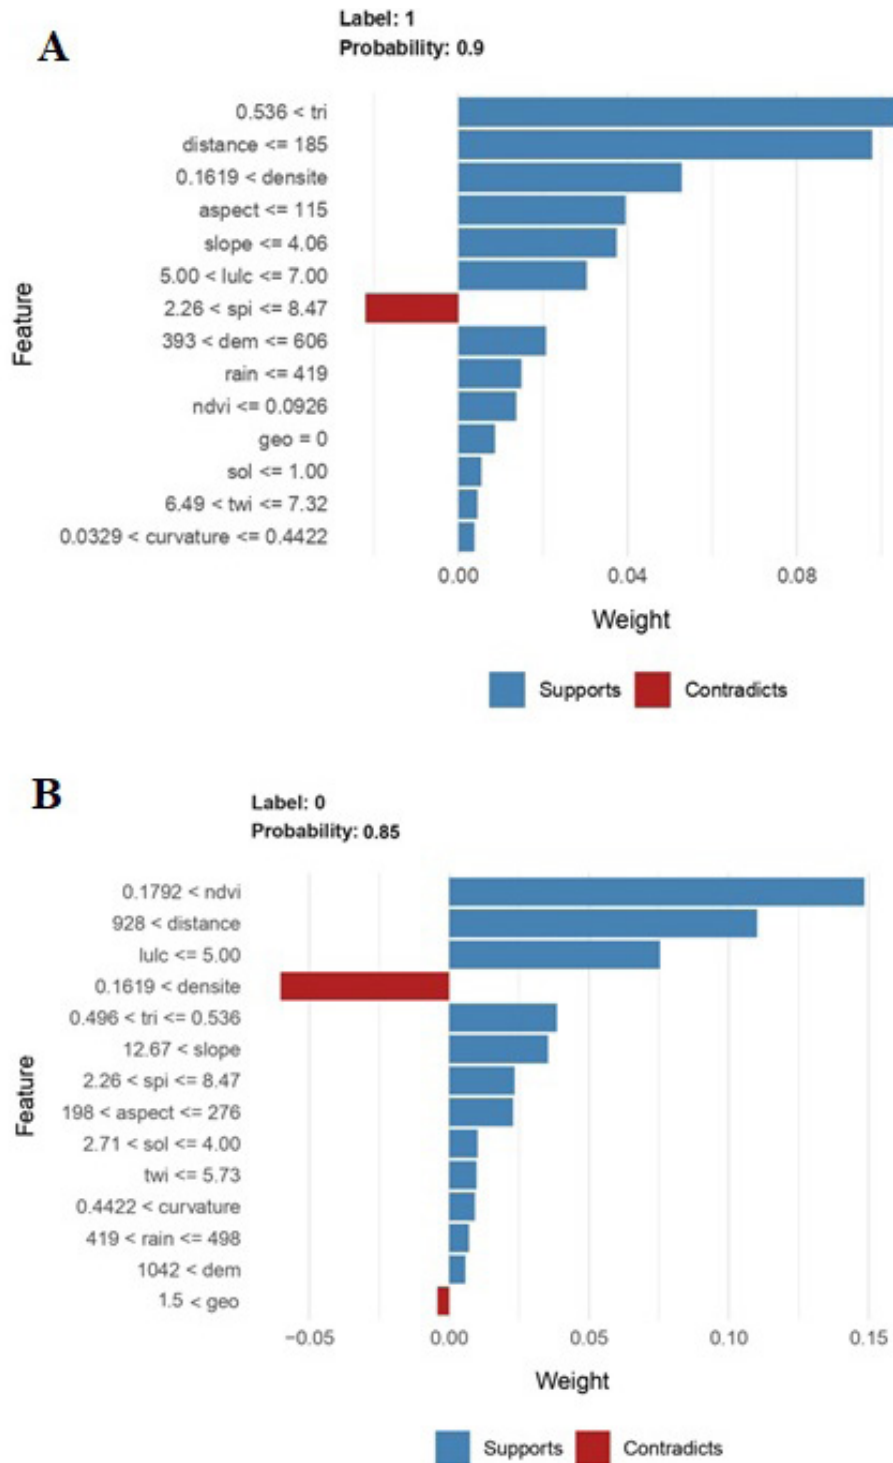 A
Label: 1
Probability: 0.9
0.536 < tri
distance <= 185
0.1619 < densite
aspect <= 115
slope <= 4.06
5.00 < lulc <= 7.00
2.26 < spi <= 8.47
393 < dem <= 606
rain <= 419
ndvi <= 0.0926
geo = 0
sol <= 1.00
6.49 < twi <= 7.32
0.0329 < curvature <= 0.4422
Feature
0.00 0.04 0.08
Weight
Supports Contradicts
B
Label: 0
Probability: 0.85
0.1792 < ndvi
928 < distance
lulc <= 5.00
0.1619 < densite
0.496 < tri <= 0.536
12.67 < slope
2.26 < spi <= 8.47
198 < aspect <= 276
2.71 < sol <= 4.00
twi <= 5.73
0.4422 < curvature
419 < rain <= 498
1042 < dem
1.5 < geo
Feature
−0.05 0.00 0.05 0.10 0.15
Weight
Supports Contradicts